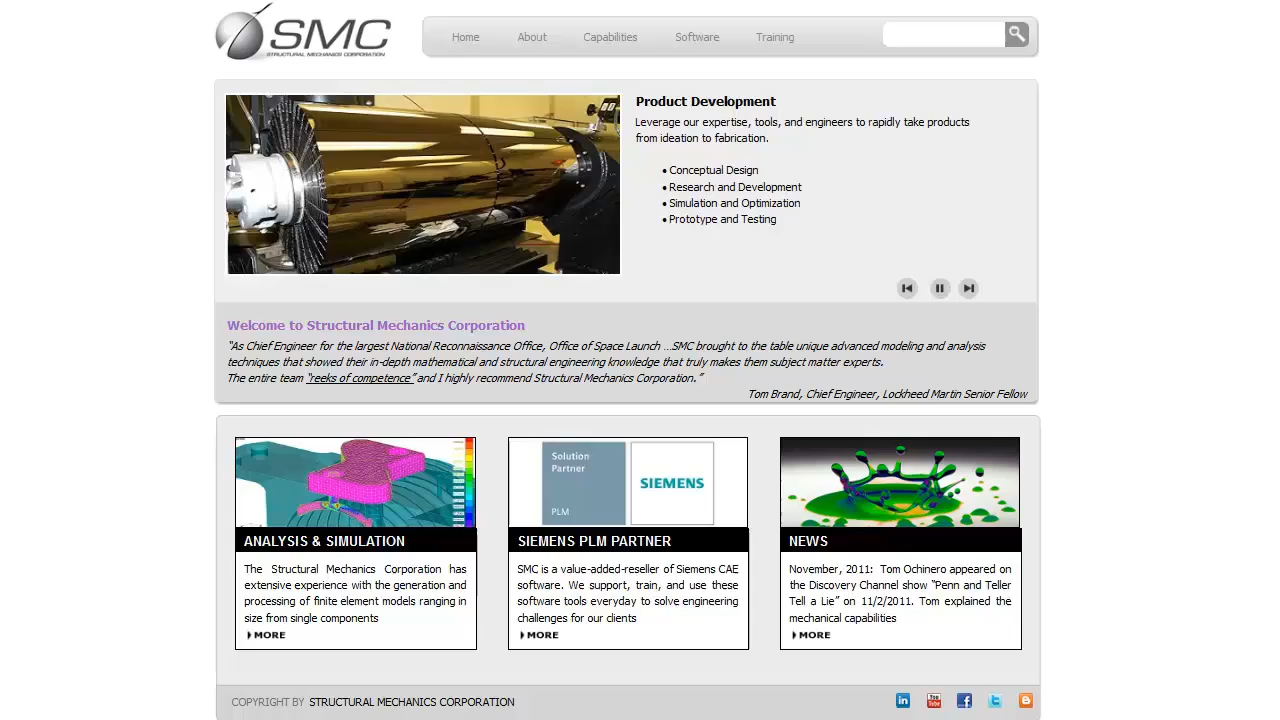 SMC
STRUCTURAL MECHANICS CORPORATION
Home About Capabilities Software Training
Product Development
Leverage our expertise, tools, and engineers to rapidly take products
from ideation to fabrication.
• Conceptual Design
• Research and Development
• Simulation and Optimization
• Prototype and Testing
Welcome to Structural Mechanics Corporation
“As Chief Engineer for the largest National Reconnaissance Office, Office of Space Launch ...SMC brought to the table unique advanced modeling and analysis
techniques that showed their in-depth mathematical and structural engineering knowledge that truly makes them subject matter experts.
The entire team “reeks of competence” and I highly recommend Structural Mechanics Corporation.”
Tom Brand, Chief Engineer, Lockheed Martin Senior Fellow
ANALYSIS & SIMULATION
The Structural Mechanics Corporation has
extensive experience with the generation and
processing of finite element models ranging in
size from single components
MORE
Solution
Partner
PLM
SIEMENS
SIEMENS PLM PARTNER
SMC is a value-added-reseller of Siemens CAE
software. We support, train, and use these
software tools everyday to solve engineering
challenges for our clients
MORE
NEWS
November, 2011: Tom Ochinero appeared on
the Discovery Channel show “Penn and Teller
Tell a Lie” on 11/2/2011. Tom explained the
mechanical capabilities
MORE
COPYRIGHT BY STRUCTURAL MECHANICS CORPORATION
in You Tube f t